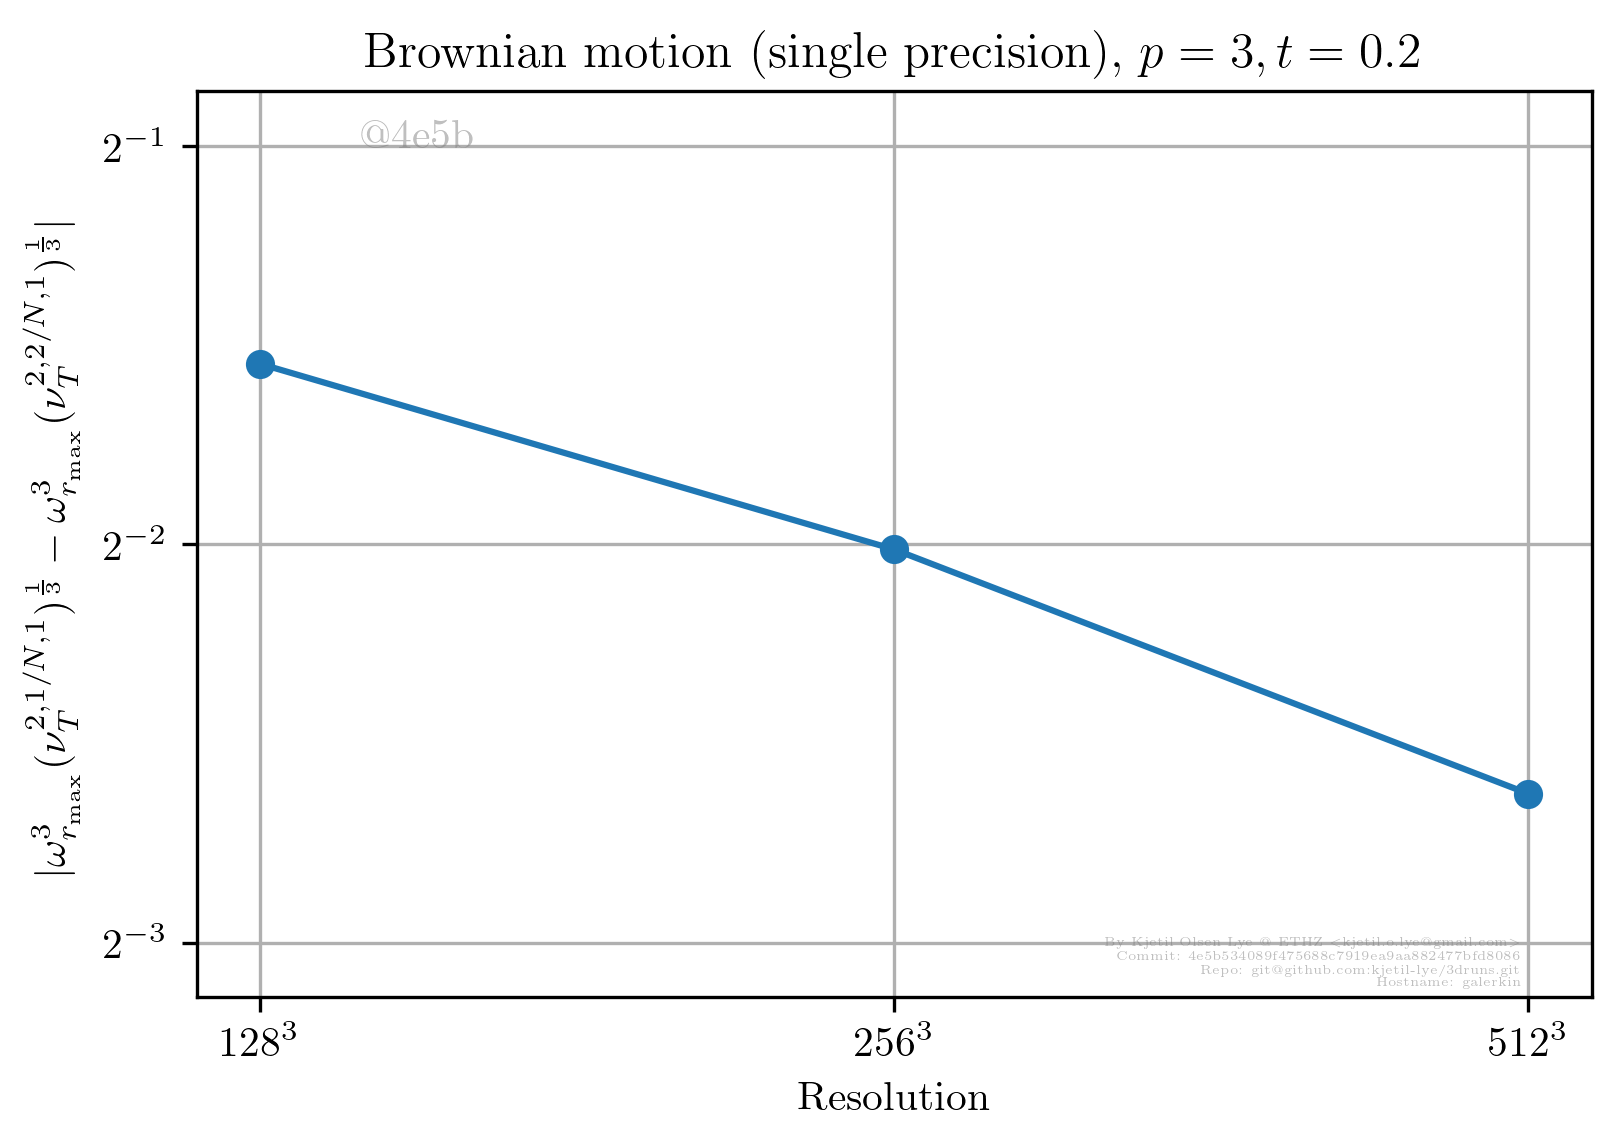 Brownian motion (single precision), $p = 3, t = 0.2$
@4e5b
$2^{-1}$
$2^{-2}$
$2^{-3}$
$|\omega^3_{r_{\max}}(\nu_T^{2,1/N,1})^{\frac{1}{3}} - \omega^3_{r_{\max}}(\nu_T^{2,2/N,1})^{\frac{1}{3}}|$
By Kjetil Olsen Lye @ ETHZ <kjetil.o.lye@gmail.com>
Commit: 4e5b534089f475688c7919ea9aa882477bfd8086
Repo: git@github.com:kjetil-lye/3druns.git
Hostname: galerkin
$128^3$ $256^3$ $512^3$
Resolution